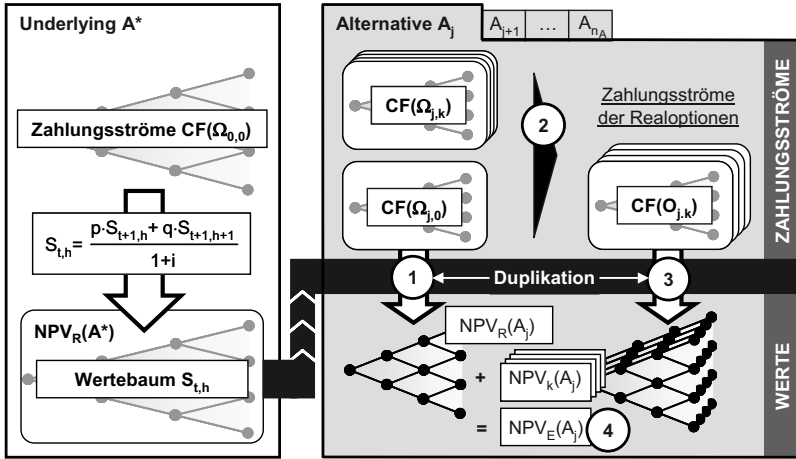 Underlying A*
Zahlungsströme CF(Ω0,0)
St,h = p·St+1,h + q·St+1,h+1
1+i
NPVR(A*)
Wertebaum St,h
Alternative Aj
Aj+1
…
AnA
CF(Ωj,k)
2
Zahlungsströme
der Realoptionen
CF(Ωj,0)
CF(Oj.k)
1
Duplikation
3
NPVR(Aj)
+
NPVk(Aj)
=
NPVE(Aj)
4
ZAHLUNGSSTRÖME
WERTE